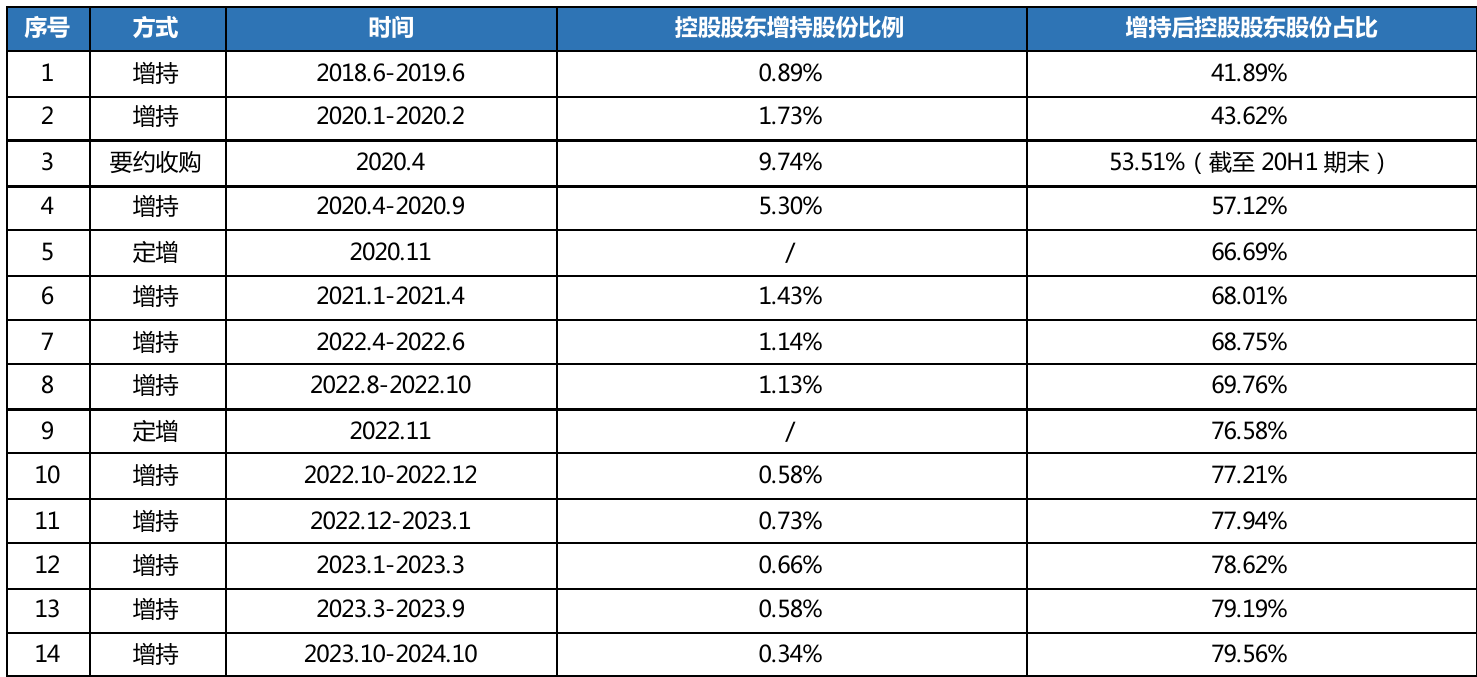 序号 方式 时间 控股股东增持股份比例 增持后控股股东股份占比
1 增持 2018.6-2019.6 0.89% 41.89%
2 增持 2020.1-2020.2 1.73% 43.62%
3 要约收购 2020.4 9.74% 53.51%（截至 20H1 期末）
4 增持 2020.4-2020.9 5.30% 57.12%
5 定增 2020.11 / 66.69%
6 增持 2021.1-2021.4 1.43% 68.01%
7 增持 2022.4-2022.6 1.14% 68.75%
8 增持 2022.8-2022.10 1.13% 69.76%
9 定增 2022.11 / 76.58%
10 增持 2022.10-2022.12 0.58% 77.21%
11 增持 2022.12-2023.1 0.73% 77.94%
12 增持 2023.1-2023.3 0.66% 78.62%
13 增持 2023.3-2023.9 0.58% 79.19%
14 增持 2023.10-2024.10 0.34% 79.56%